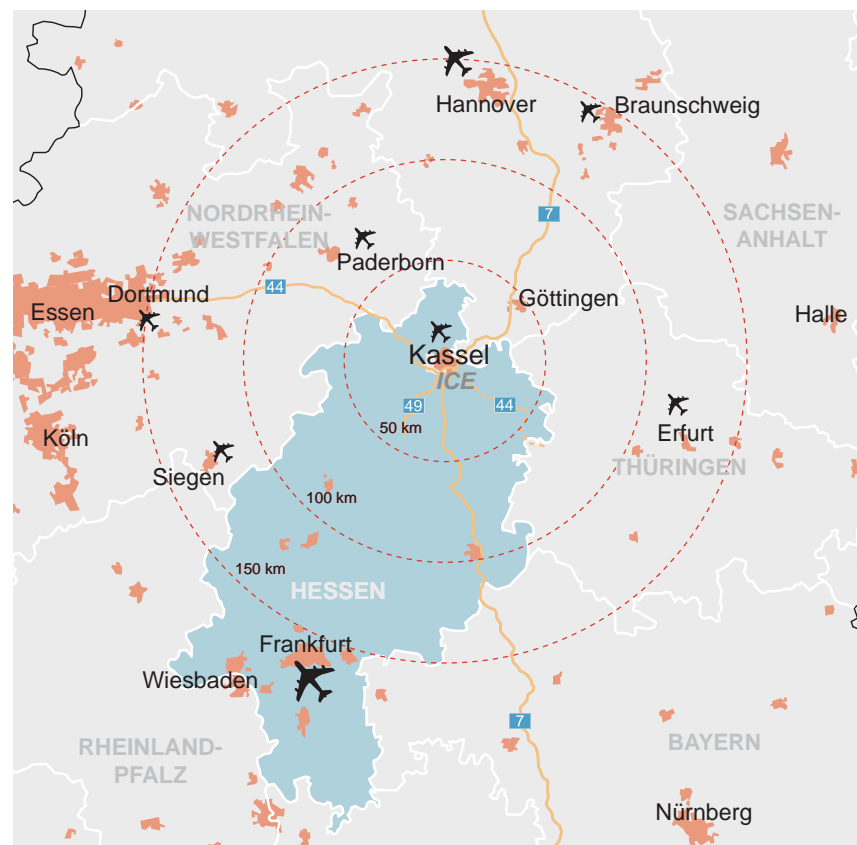 Hannover
Braunschweig
NORDRHEIN-
WESTFALEN
7
SACHSEN-
ANHALT
Paderborn
44
Dortmund
Essen
Göttingen
Halle
Kassel
ICE
49
44
50 km
Köln
Erfurt
THÜRINGEN
Siegen
100 km
150 km
HESSEN
Frankfurt
Wiesbaden
7
RHEINLAND-
PFALZ
BAYERN
Nürnberg